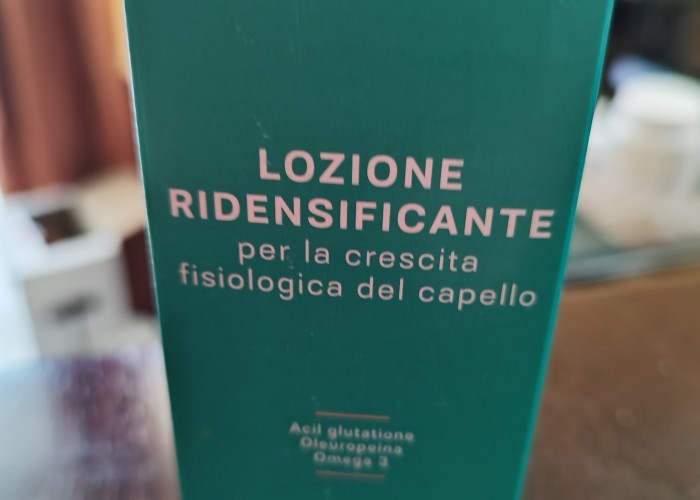 LOZIONE
RIDENSIFICANTE
per la crescita
fisiologica del capello
Acil glutatione
Oleuropeina
Omega 3